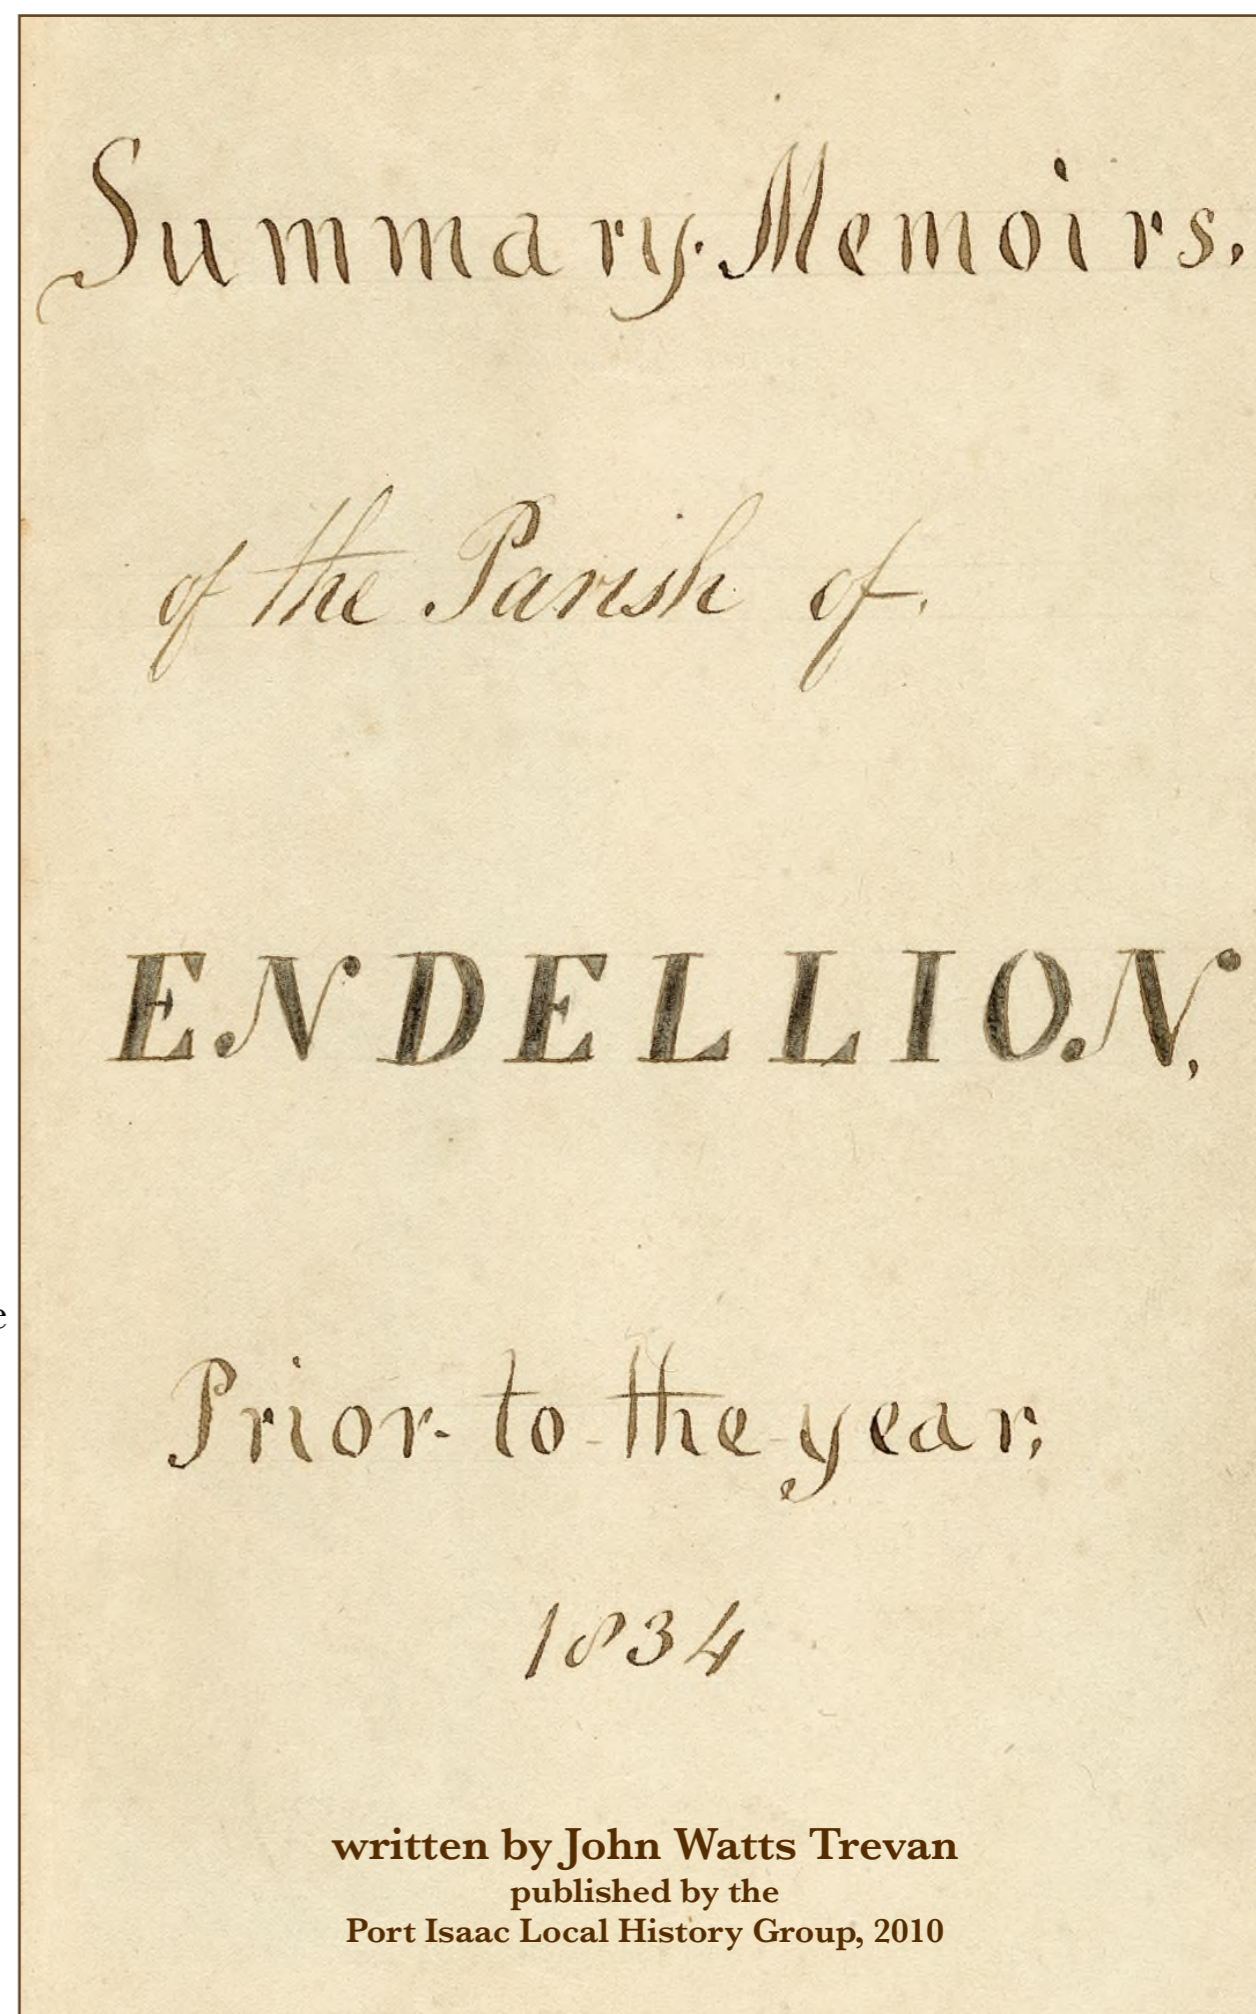 Summary. Memoirs.
of the Parish of.
ENDELLION,
e
Prior- to - the - year;
1834
written by John Watts Trevan
published by the
Port Isaac Local History Group, 2010